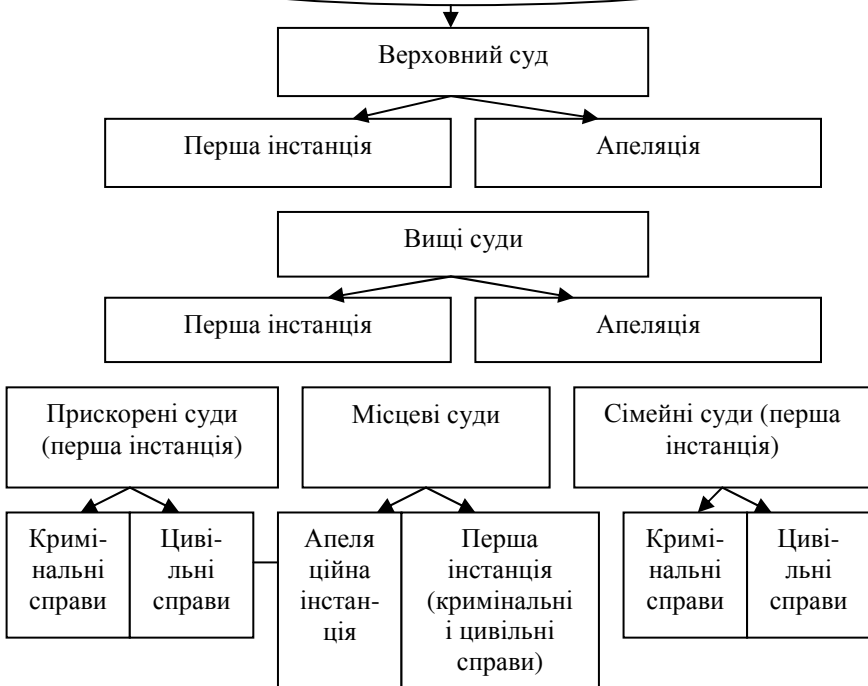 Верховний суд
Перша інстанція
Апеляція
Вищі суди
Перша інстанція
Апеляція
Прискорені суди
(перша інстанція)
Місцеві суди
Сімейні суди (перша
інстанція)
Кримі-
нальні
справи
Циві-
льні
справи
Апеля
ційна
інстан-
ція
Перша
інстанція
(кримінальні
і цивільні
справи)
Кримі-
нальні
справи
Циві-
льні
справи